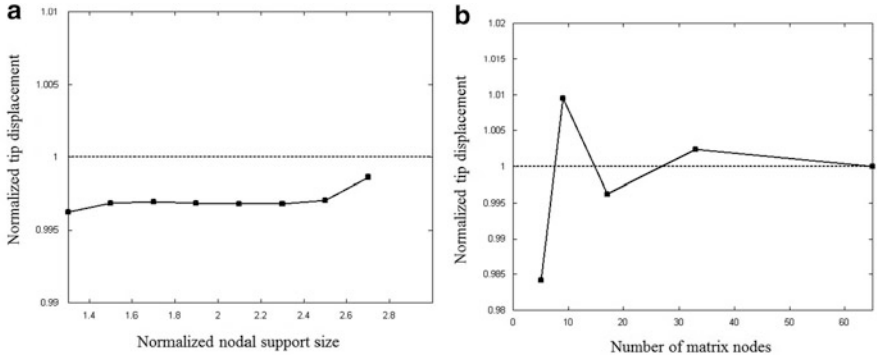 a
1.01
1.005
1
0.995
0.99
1.4 1.6 1.8 2 2.2 2.4 2.6 2.8
Normalized tip displacement
Normalized nodal support size
b
1.02
1.015
1.01
1.005
1
0.995
0.99
0.985
0.98
0 10 20 30 40 50 60
Normalized tip displacement
Number of matrix nodes